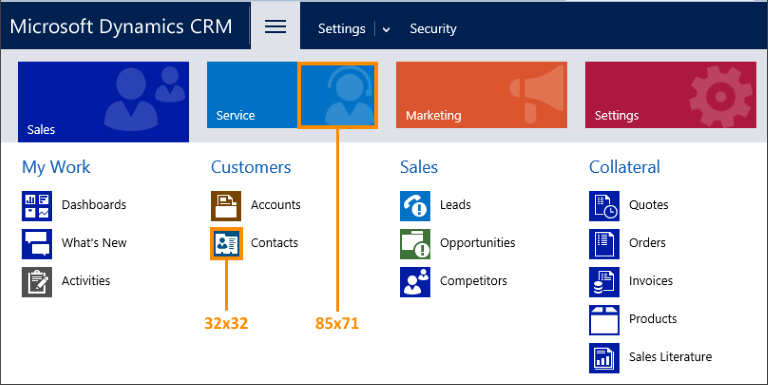 Microsoft Dynamics CRM
Settings
Security
Sales
Service
Marketing
Settings
My Work
Customers
Sales
Collateral
Dashboards
Accounts
Leads
Quotes
What's New
Contacts
Opportunities
Orders
Activities
Competitors
Invoices
32x32
85x71
Products
Sales Literature